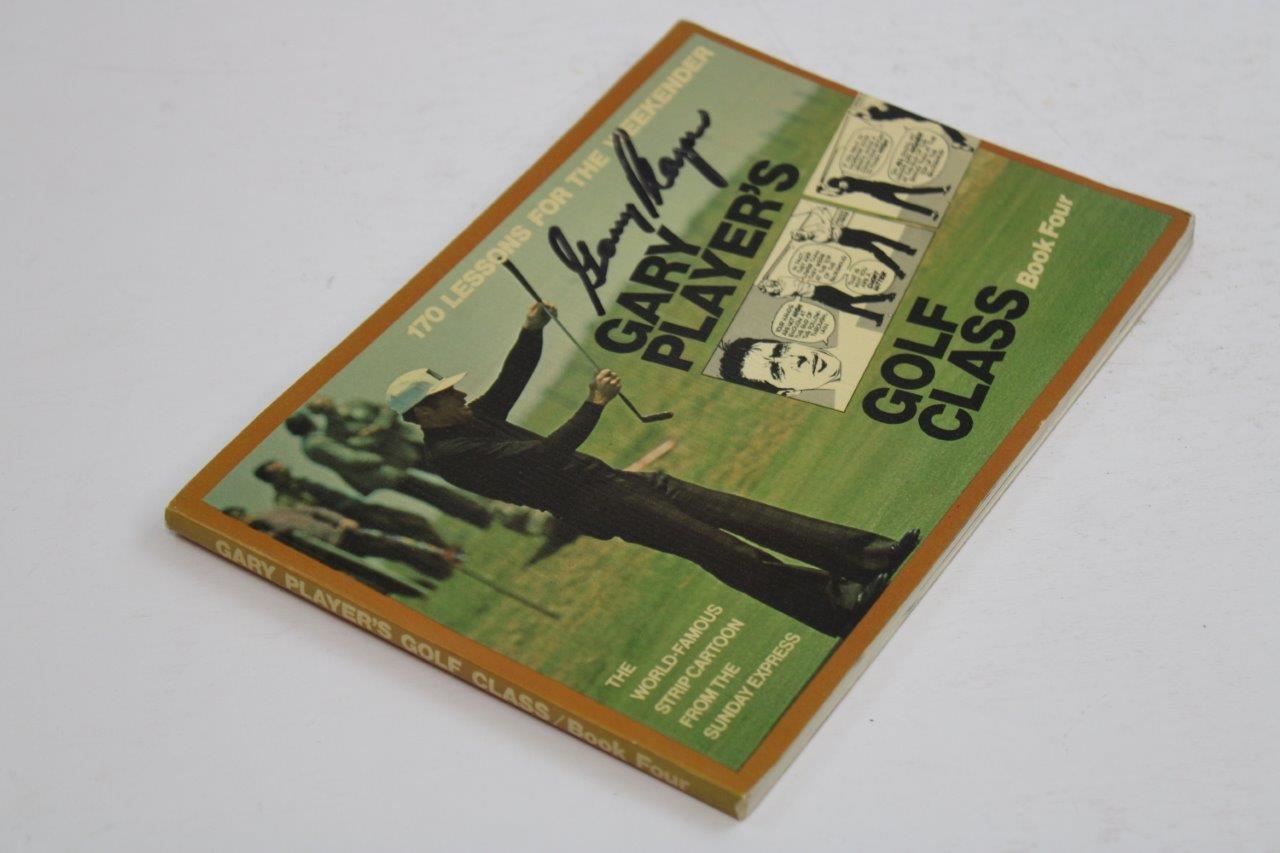 170 LESSONS FOR THE WEEKENDER
Gary Player
GARY
PLAYER'S
GOLF
CLASS
Book Four
THE
WORLD-FAMOUS
STRIP CARTOON
FROM THE
SUNDAY EXPRESS
GARY PLAYER'S GOLF CLASS/Book Four